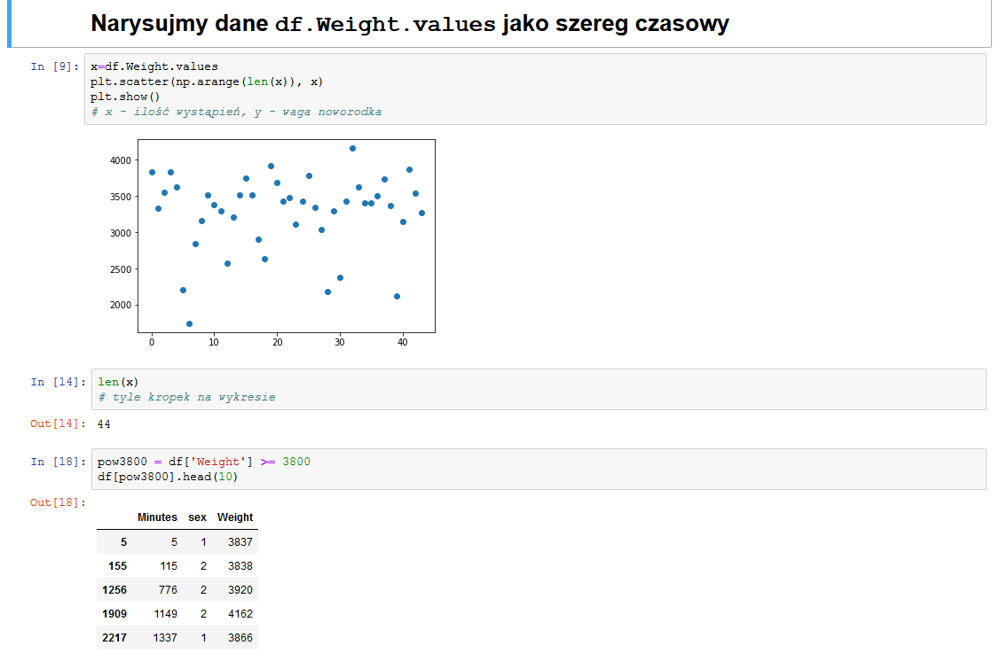 Narysujmy dane df.Weight.values jako szereg czasowy
In [9]: x=df.Weight.values
plt.scatter(np.arange(len(x)), x)
plt.show()
# x - ilość wystąpień, y - waga noworodka
4000
3500
3000
2500
2000
0 10 20 30 40
In [14]: len(x)
# tyle kropek na wykresie
Out[14]: 44
In [18]: pow3800 = df['Weight'] >= 3800
df[pow3800].head(10)
Out[18]:
Minutes sex Weight
5 5 1 3837
155 115 2 3838
1256 776 2 3920
1909 1149 2 4162
2217 1337 1 3866